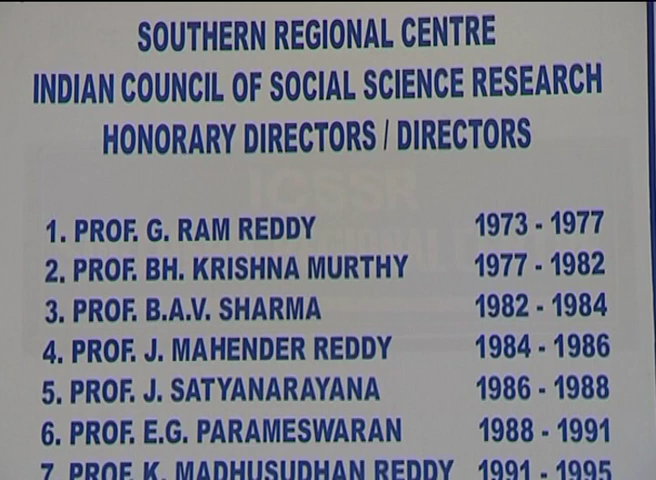 SOUTHERN REGIONAL CENTRE
INDIAN COUNCIL OF SOCIAL SCIENCE RESEARCH
HONORARY DIRECTORS / DIRECTORS
ICSSR
1. PROF. G. RAM REDDY 1973 - 1977
2. PROF. BH. KRISHNA MURTHY 1977 - 1982
3. PROF. B.A.V. SHARMA 1982 - 1984
4. PROF. J. MAHENDER REDDY 1984 - 1986
5. PROF. J. SATYANARAYANA 1986 - 1988
6. PROF. E.G. PARAMESWARAN 1988 - 1991
7 PROF. K. MADHUSUDHAN REDDY 1991 - 1995